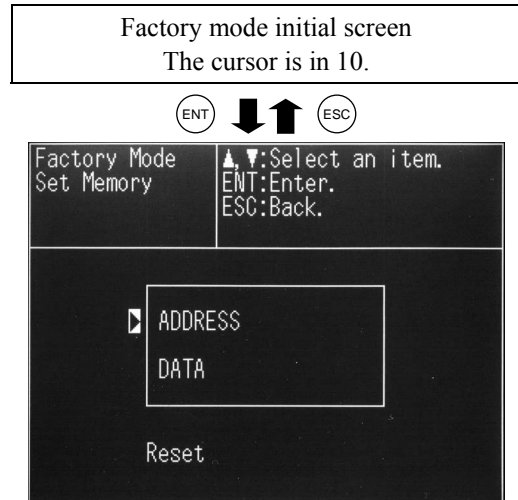 Factory mode initial screen
The cursor is in 10.
ENT ESC
Factory Mode
Set Memory
▲,▼:Select an item.
ENT:Enter.
ESC:Back.
ADDRESS
DATA
Reset